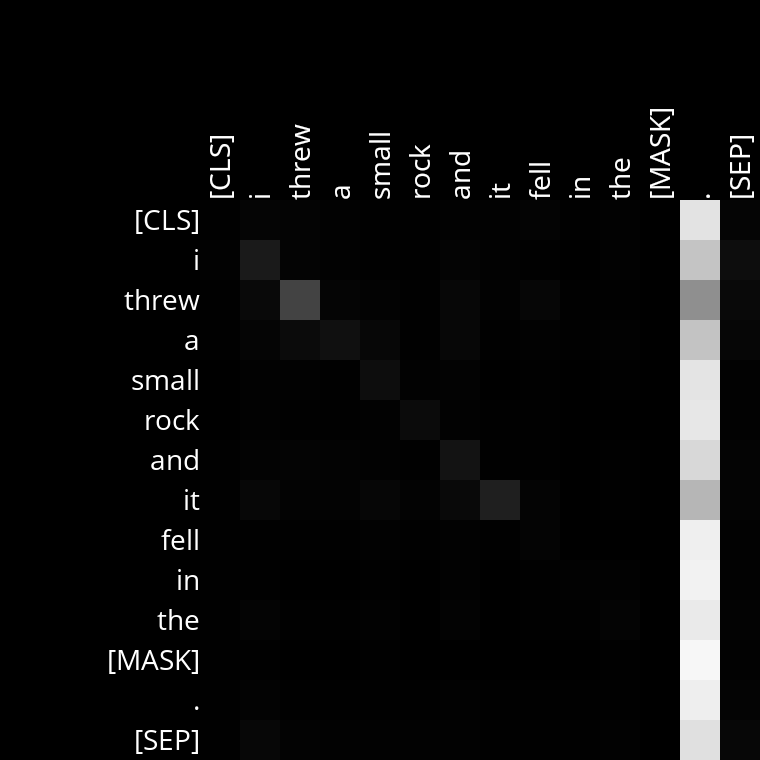 [CLS] i threw a small rock and it fell in the [MASK] . [SEP]
[CLS]
i
threw
a
small
rock
and
it
fell
in
the
[MASK]
.
[SEP]